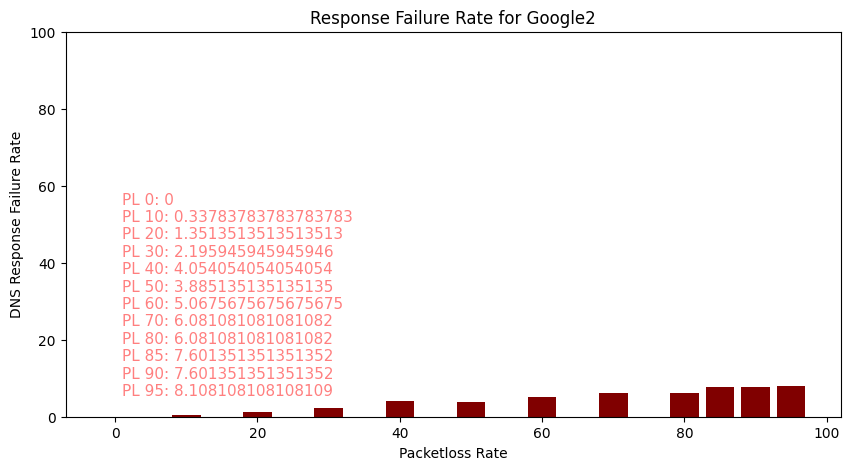 Response Failure Rate for Google2
100
80
60
40
20
0
DNS Response Failure Rate
PL 0: 0
PL 10: 0.33783783783783783
PL 20: 1.3513513513513513
PL 30: 2.195945945945946
PL 40: 4.054054054054054
PL 50: 3.885135135135135
PL 60: 5.0675675675675675
PL 70: 6.081081081081082
PL 80: 6.081081081081082
PL 85: 7.601351351351352
PL 90: 7.601351351351352
PL 95: 8.108108108108109
0 20 40 60 80 100
Packetloss Rate